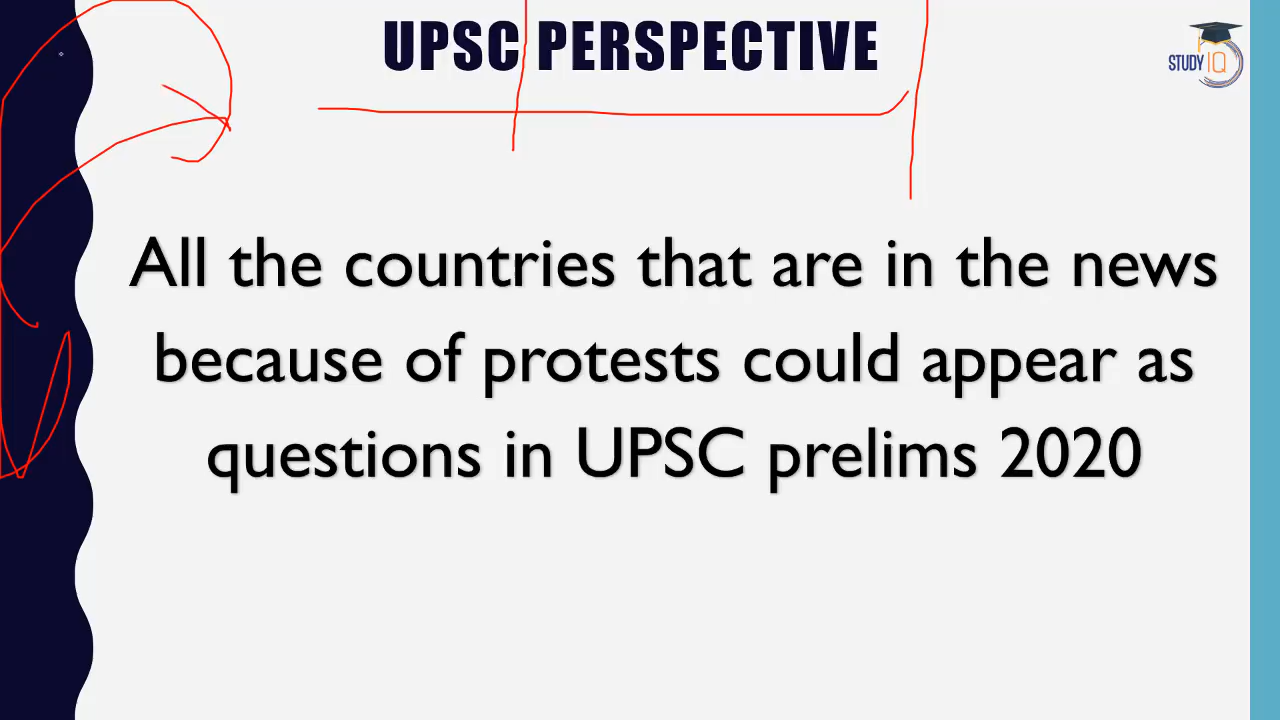 UPSC PERSPECTIVE
STUDY IQ
All the countries that are in the news
because of protests could appear as
questions in UPSC prelims 2020